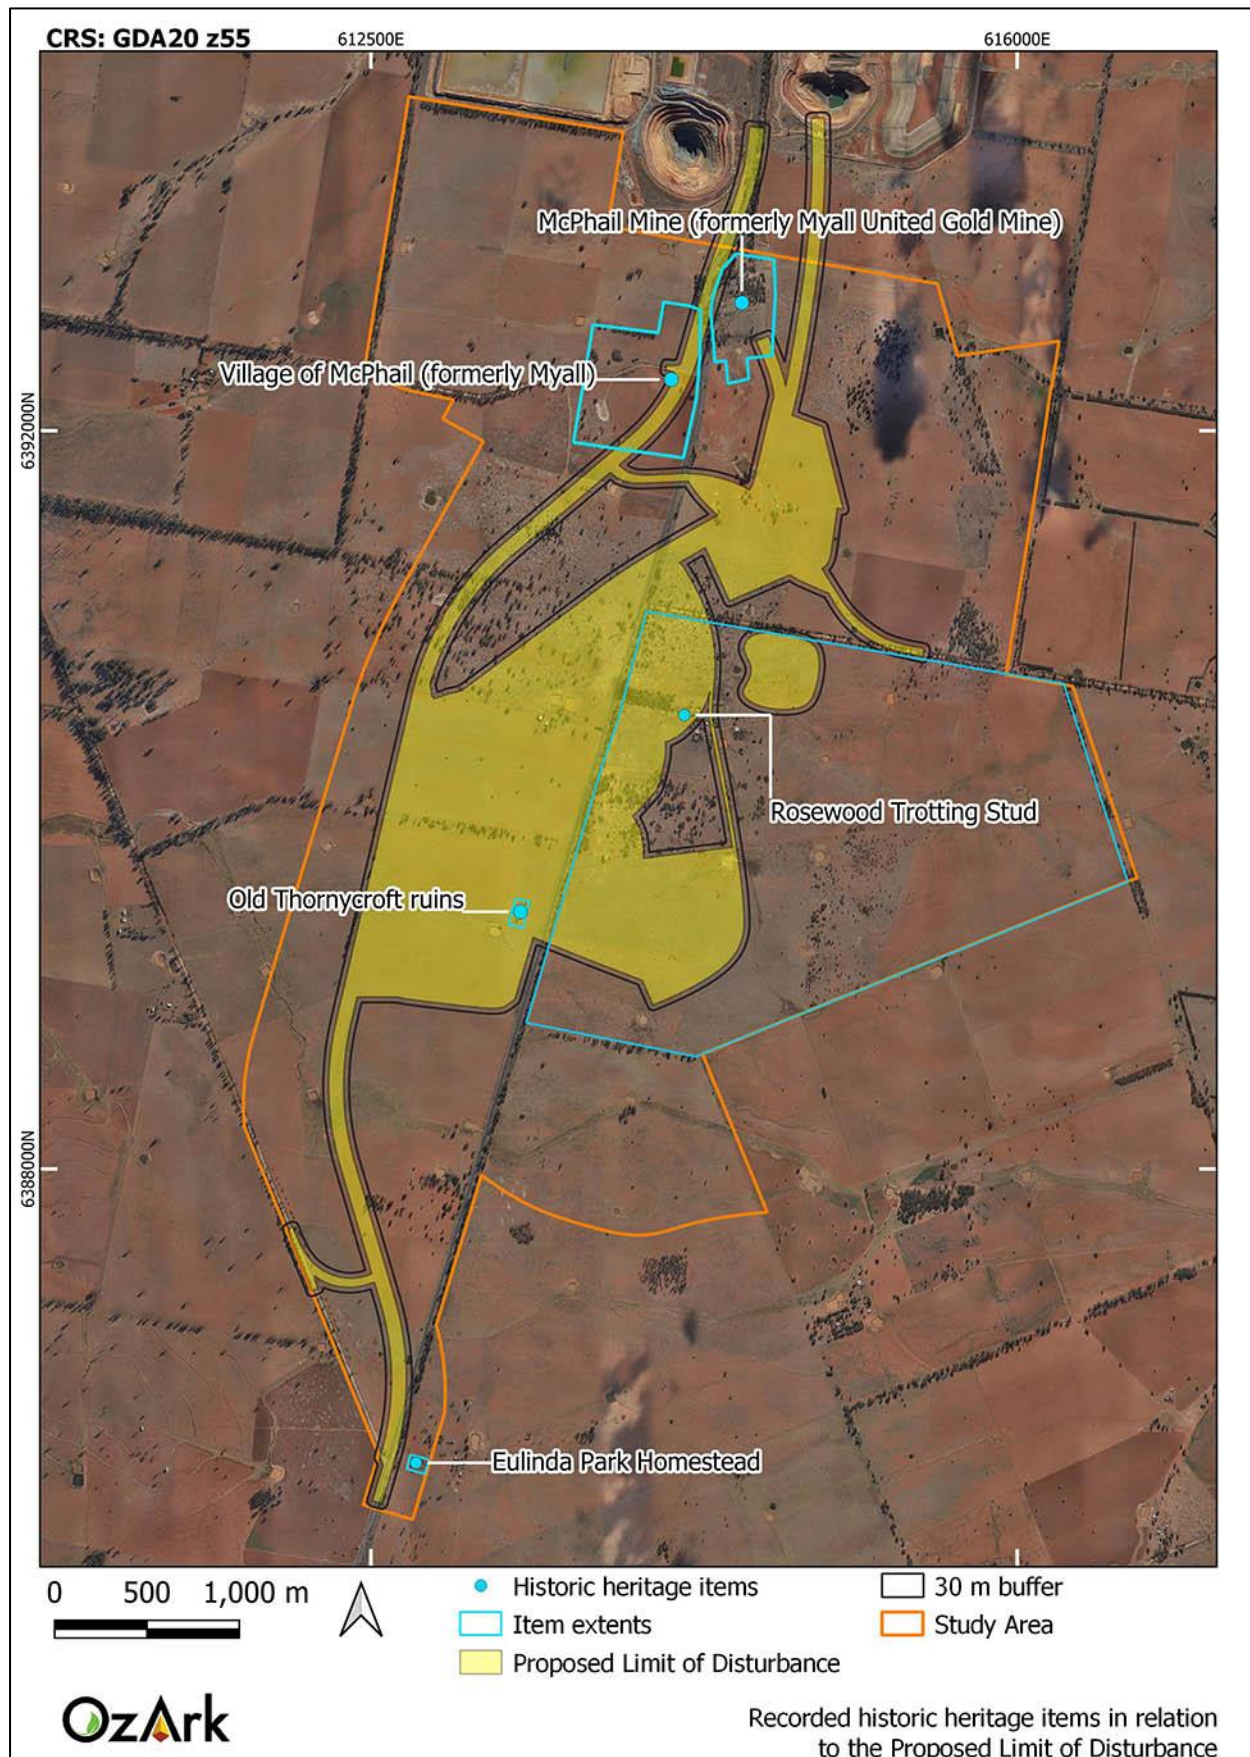 CRS: GDA20 z55
612500E
616000E
McPhail Mine (formerly Myall United Gold Mine)
Village of McPhail (formerly Myall)
6392000N
Rosewood Trotting Stud
Old Thornycroft ruins
6388000N
Eulinda Park Homestead
0 500 1,000 m
Historic heritage items
Item extents
Proposed Limit of Disturbance
30 m buffer
Study Area
OzArk
Recorded historic heritage items in relation
to the Proposed Limit of Disturbance